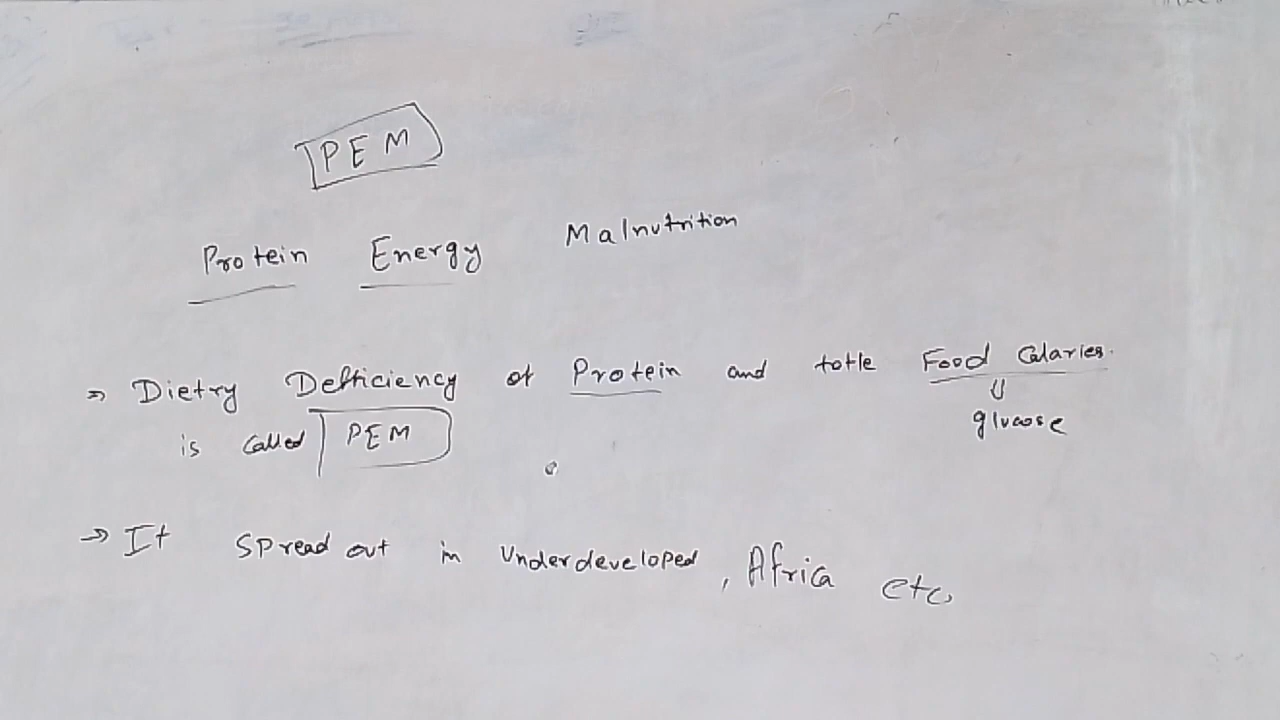 PEM
Protein Energy Malnutrition
⇒ Dietry Defficiency of Protein and totle Food Calaries.
⇓
glucose
is called PEM
→ It Spread out in Underdeveloped, Africa etc.